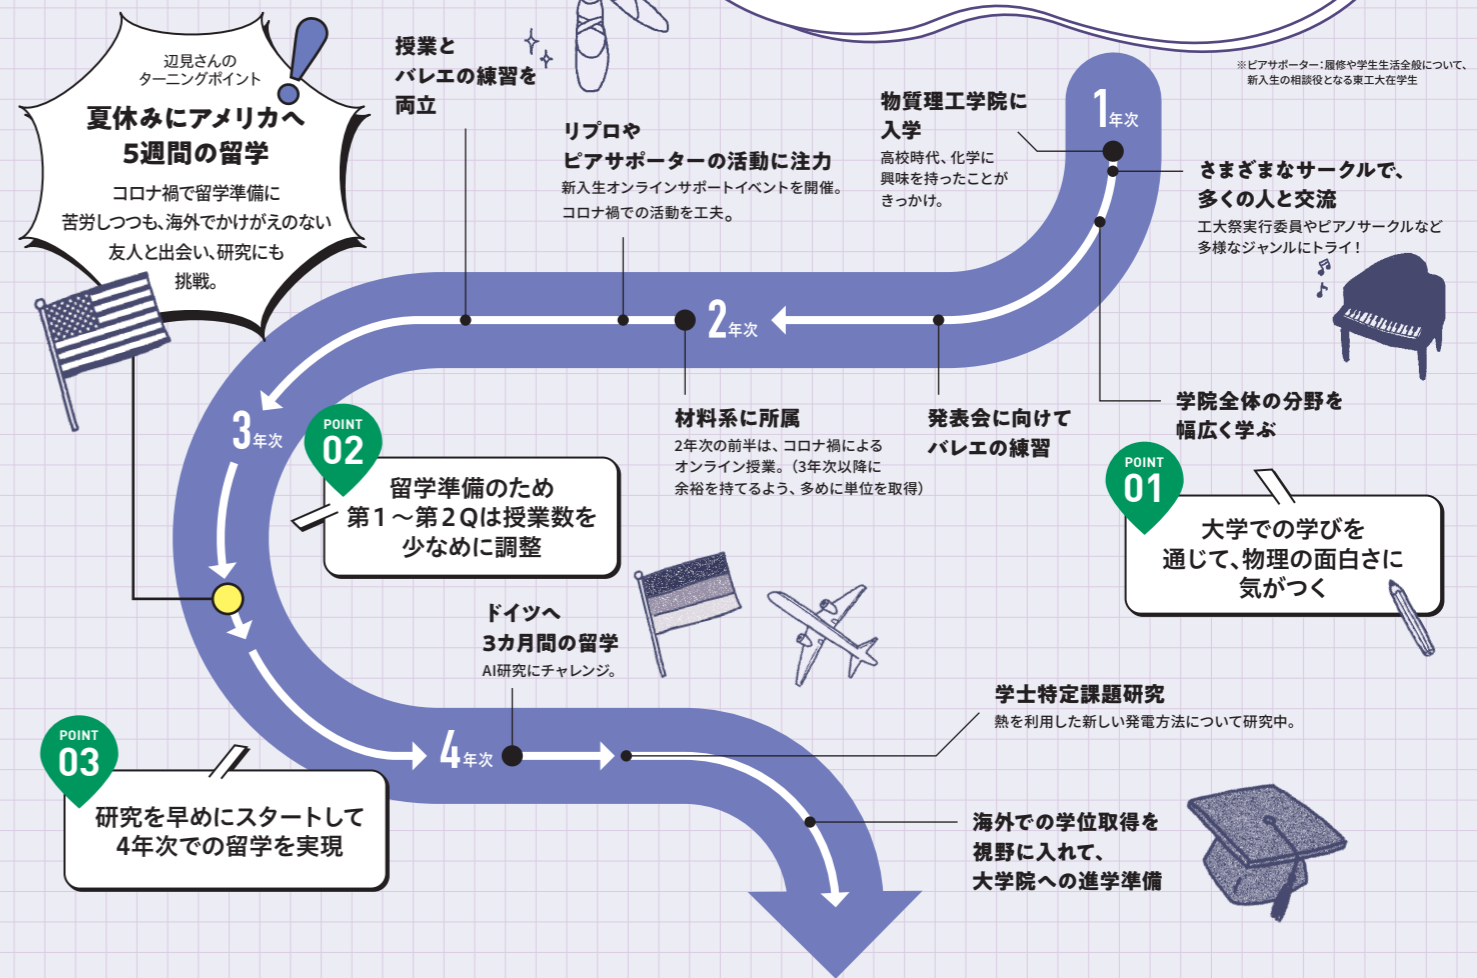 ※ピアサポーター：履修や学生生活全般について、
新入生の相談役となる東工大在学生
1年次
物質理工学院に
入学
高校時代、化学に
興味を持ったことが
きっかけ。
さまざまなサークルで、
多くの人と交流
工大祭実行委員やピアノサークルなど
多様なジャンルにトライ！
学院全体の分野を
幅広く学ぶ
POINT
01
大学での学びを
通じて、物理の面白さに
気がつく
発表会に向けて
バレエの練習
2年次
材料系に所属
2年次の前半は、コロナ禍による
オンライン授業。（3年次以降に
余裕を持てるよう、多めに単位を取得）
リプロや
ピアサポーターの活動に注力
新入生オンラインサポートイベントを開催。
コロナ禍での活動を工夫。
授業と
バレエの練習を
両立
3年次
POINT
02
留学準備のため
第1～第2Qは授業数を
少なめに調整
辺見さんの
ターニングポイント
夏休みにアメリカへ
5週間の留学
コロナ禍で留学準備に
苦労しつつも、海外でかけがえのない
友人と出会い、研究にも
挑戦。
POINT
03
研究を早めにスタートして
4年次での留学を実現
4年次
ドイツへ
3カ月間の留学
AI研究にチャレンジ。
学士特定課題研究
熱を利用した新しい発電方法について研究中。
海外での学位取得を
視野に入れて、
大学院への進学準備